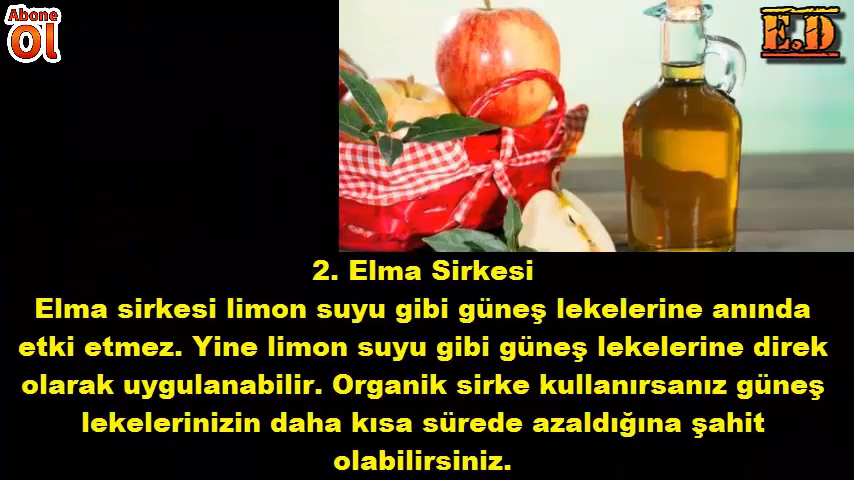 Abone
Ol
E.D
2. Elma Sirkesi
Elma sirkesi limon suyu gibi güneş lekelerine anında
etki etmez. Yine limon suyu gibi güneş lekelerine direk
olarak uygulanabilir. Organik sirke kullanırsanız güneş
lekelerinizin daha kısa sürede azaldığına şahit
olabilirsiniz.